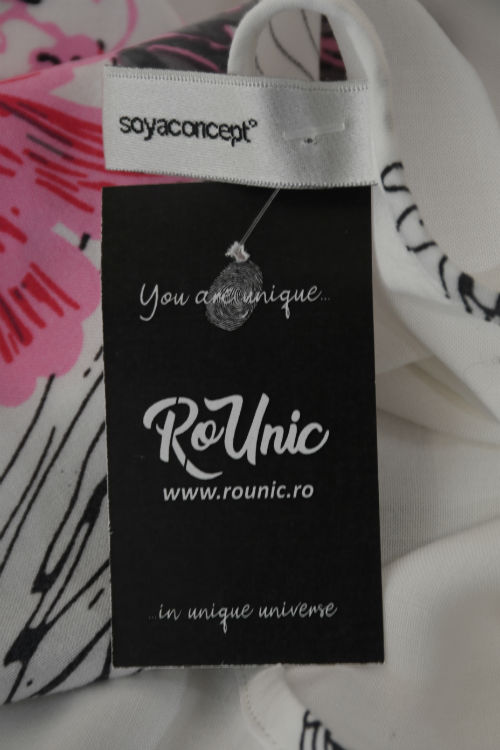 soyaconcept°
You are unique...
RoUnic
www.rounic.ro
...in unique universe